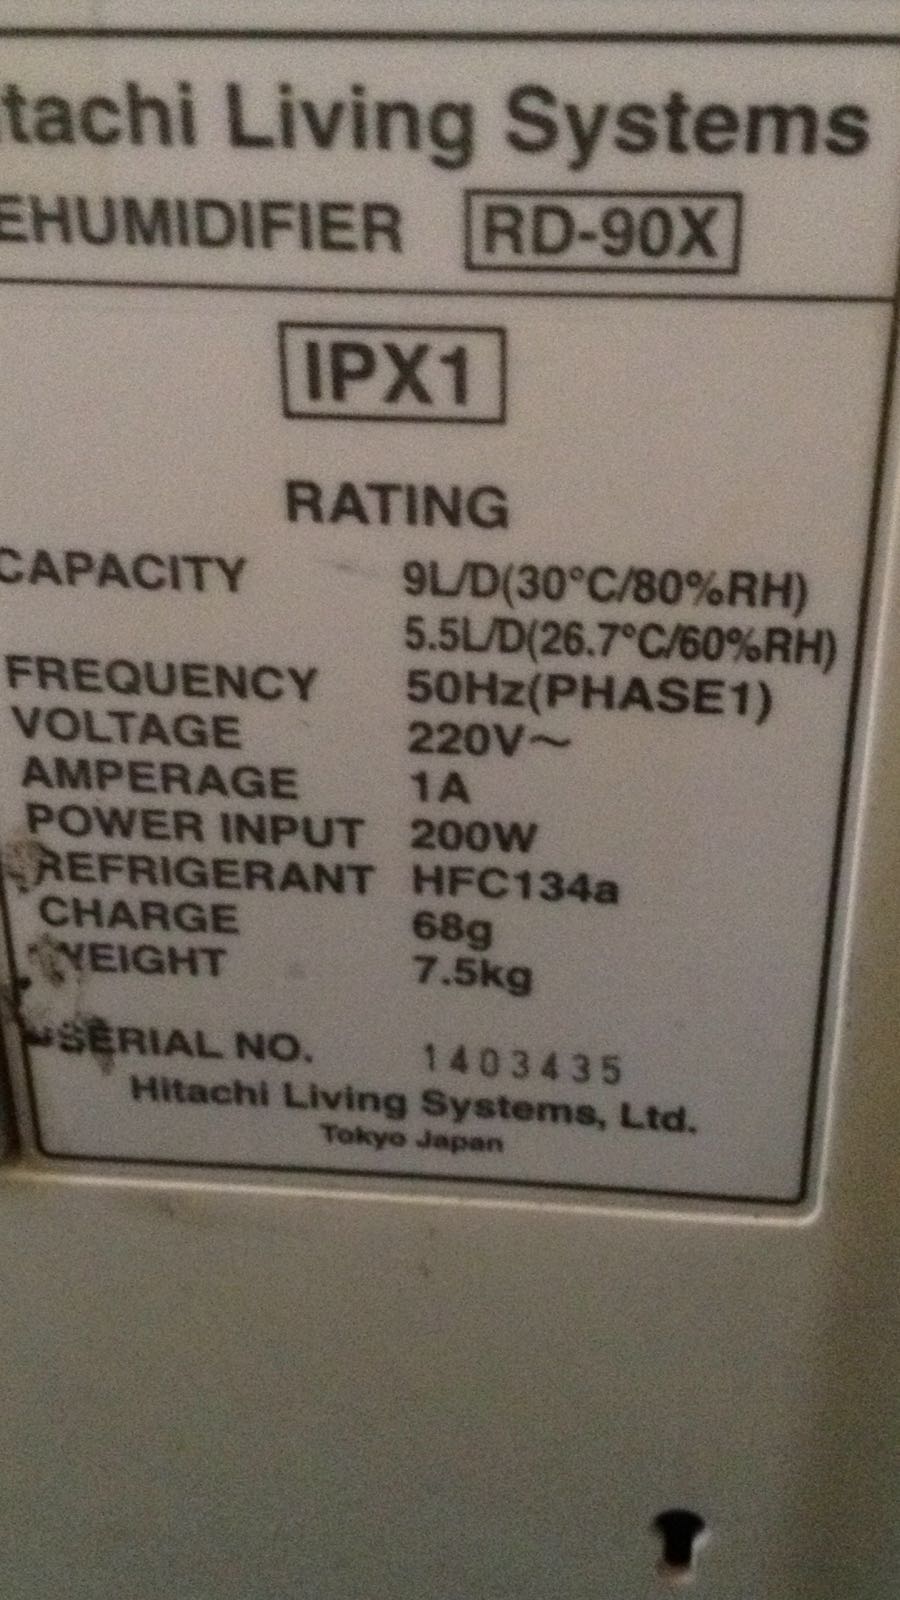 tachi Living Systems
EHUMIDIFIER RD-90X
IPX1
RATING
CAPACITY 9L/D(30°C/80%RH)
5.5L/D(26.7°C/60%RH)
FREQUENCY 50Hz(PHASE1)
VOLTAGE 220V~
AMPERAGE 1A
POWER INPUT 200W
REFRIGERANT HFC134a
CHARGE 68g
WEIGHT 7.5kg
SERIAL NO. 1403435
Hitachi Living Systems, Ltd.
Tokyo Japan